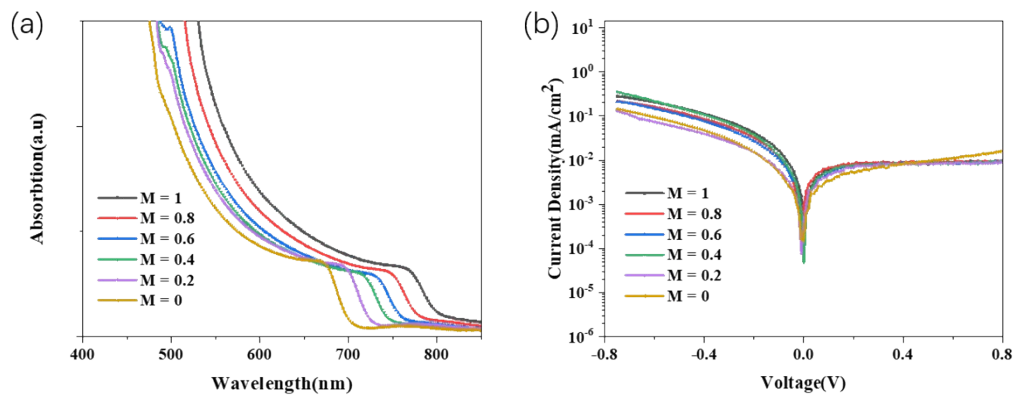 (a)
Absorbtion(a.u)
M = 1
M = 0.8
M = 0.6
M = 0.4
M = 0.2
M = 0
400 500 600 700 800
Wavelength(nm)
(b)
Current Density(mA/cm²)
10¹
10⁰
10⁻¹
10⁻²
10⁻³
10⁻⁴
10⁻⁵
10⁻⁶
M = 1
M = 0.8
M = 0.6
M = 0.4
M = 0.2
M = 0
-0.8 -0.4 0.0 0.4 0.8
Voltage(V)